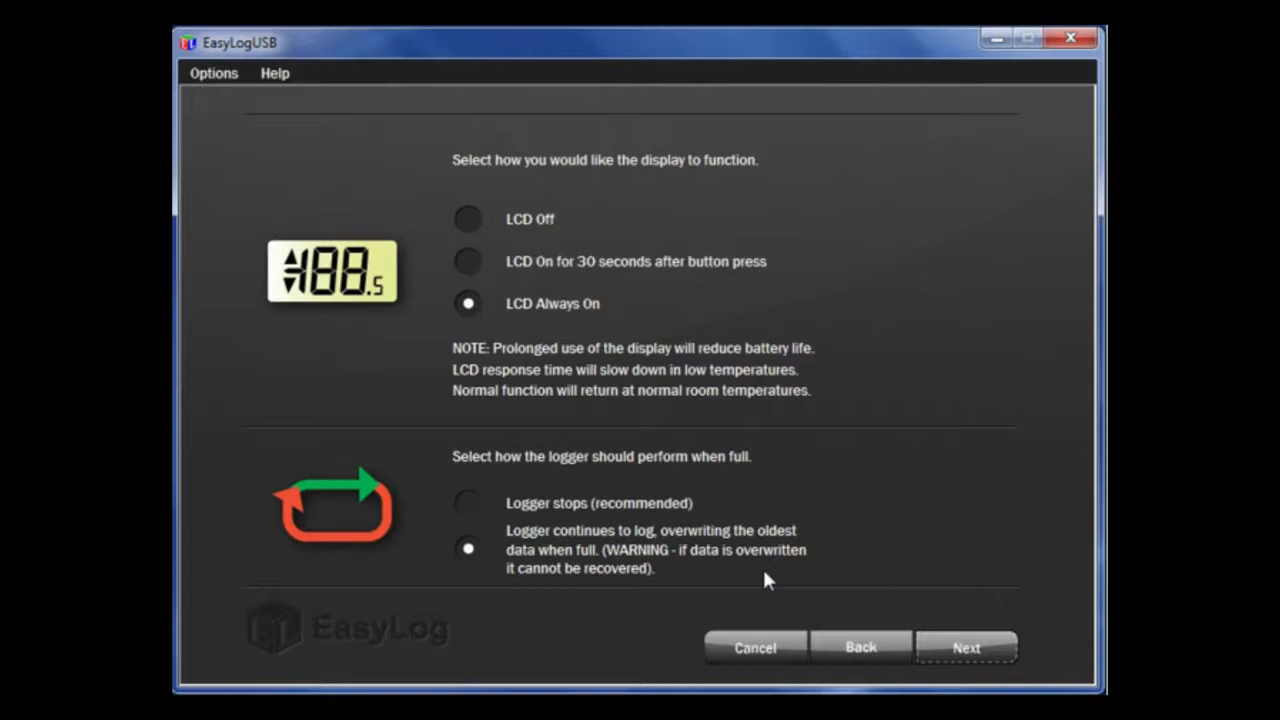 EasyLogUSB
Options Help
Select how you would like the display to function.
LCD Off
LCD On for 30 seconds after button press
188.5
LCD Always On
NOTE: Prolonged use of the display will reduce battery life.
LCD response time will slow down in low temperatures.
Normal function will return at normal room temperatures.
Select how the logger should perform when full.
Logger stops (recommended)
Logger continues to log, overwriting the oldest
data when full. (WARNING - if data is overwritten
it cannot be recovered).
EL EasyLog
Cancel Back Next